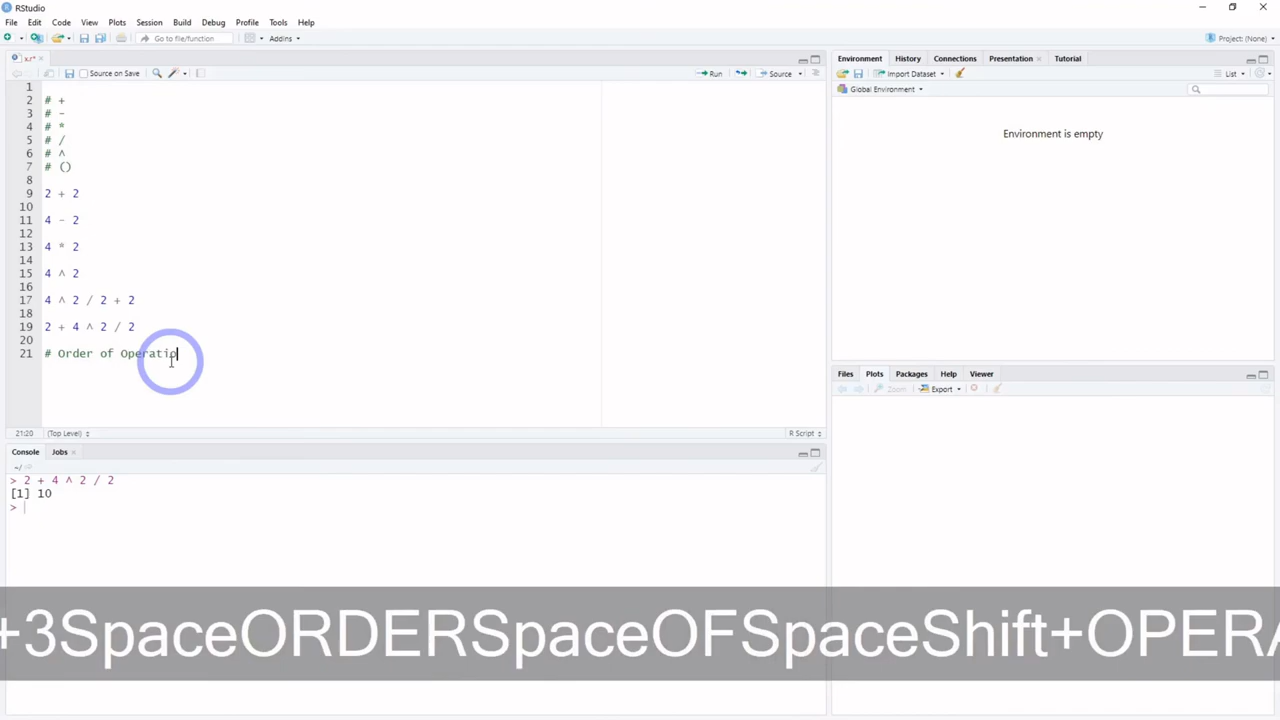 RStudio
File Edit Code View Plots Session Build Debug Profile Tools Help
Go to file/function Addins Project: (None)
x.r*
Source on Save Run Source
1
2 # +
3 # -
4 # *
5 # /
6 # ^
7 # ()
8
9 2 + 2
10
11 4 - 2
12
13 4 * 2
14
15 4 ^ 2
16
17 4 ^ 2 / 2 + 2
18
19 2 + 4 ^ 2 / 2
20
21 # Order of Operatio
21:20 (Top Level) R Script
Console Jobs
~/
> 2 + 4 ^ 2 / 2
[1] 10
>
Environment History Connections Presentation Tutorial
Import Dataset List
Global Environment
Environment is empty
Files Plots Packages Help Viewer
Zoom Export
+3SpaceORDERSpaceOFSpaceShift+OPERA